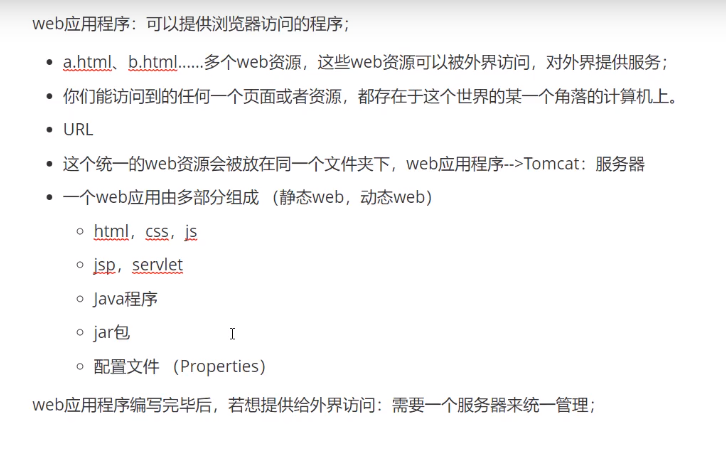 web应用程序：可以提供浏览器访问的程序；
a.html、b.html......多个web资源，这些web资源可以被外界访问，对外界提供服务；
你们能访问到的任何一个页面或者资源，都存在于这个世界的某一个角落的计算机上。
URL
这个统一的web资源会被放在同一个文件夹下，web应用程序-->Tomcat：服务器
一个web应用由多部分组成 （静态web，动态web）
html，css，js
jsp，servlet
Java程序
jar包
配置文件 （Properties）
web应用程序编写完毕后，若想提供给外界访问：需要一个服务器来统一管理；